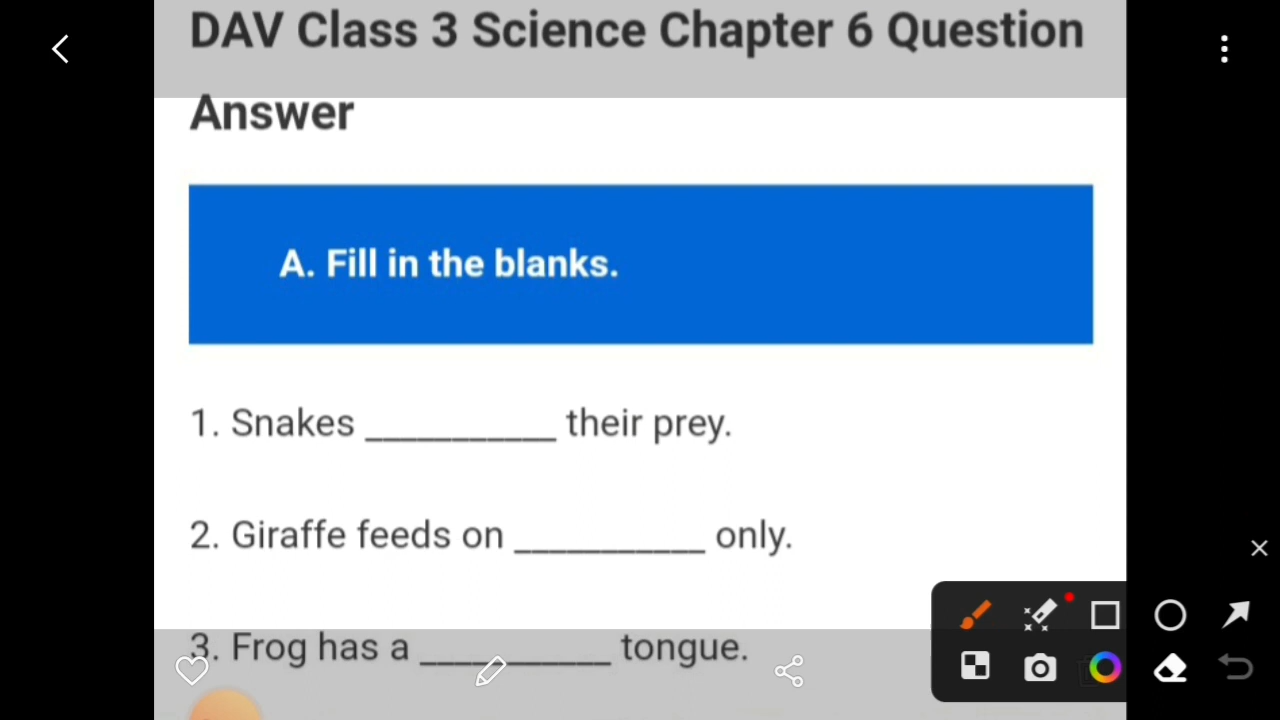 DAV Class 3 Science Chapter 6 Question
Answer
A. Fill in the blanks.
1. Snakes __________ their prey.
2. Giraffe feeds on __________ only.
3. Frog has a __________ tongue.